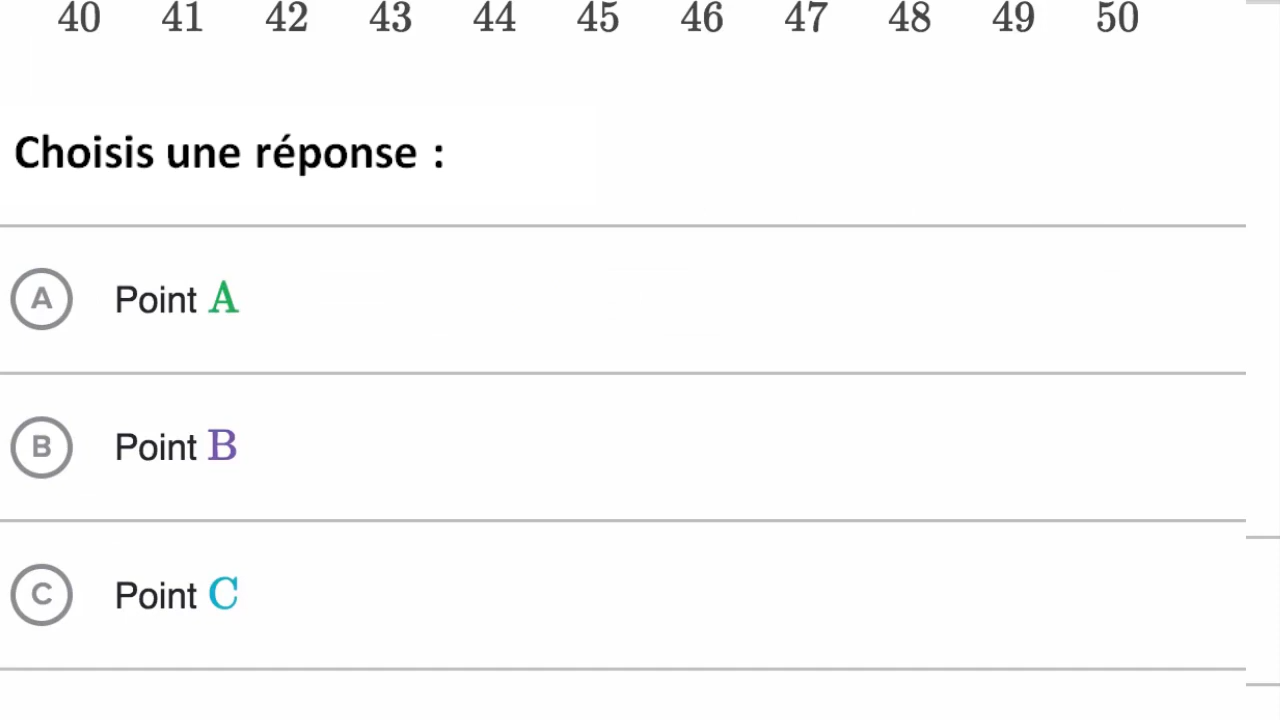 40 41 42 43 44 45 46 47 48 49 50
Choisis une réponse :
A Point A
B Point B
C Point C